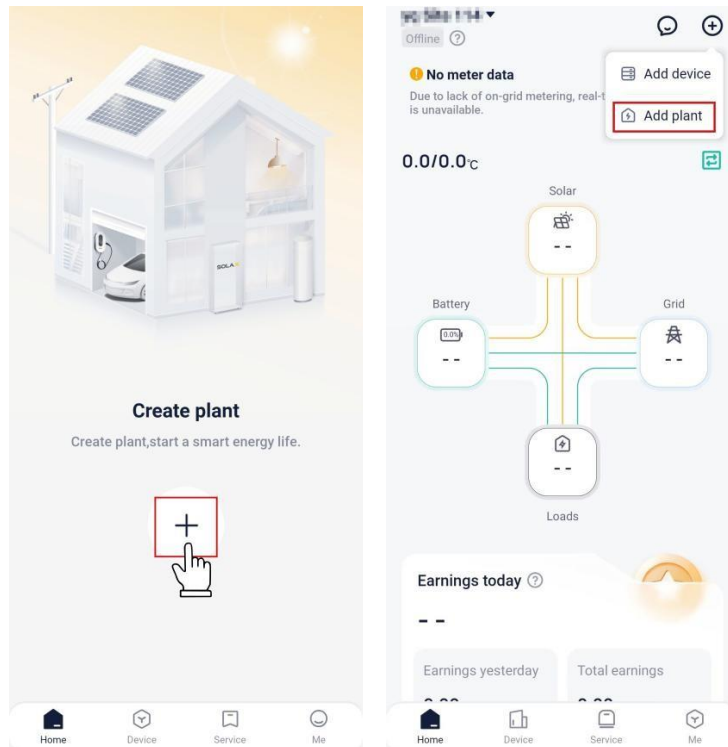 SOLAX
Create plant
Create plant,start a smart energy life.
Home
Device
Service
Me
Offline
Add device
No meter data
Due to lack of on-grid metering, real-t
is unavailable.
Add plant
0.0/0.0℃
Solar
--
Battery
Grid
0.0%
--
--
--
Loads
Earnings today
--
Earnings yesterday
Total earnings
Home
Device
Service
Me